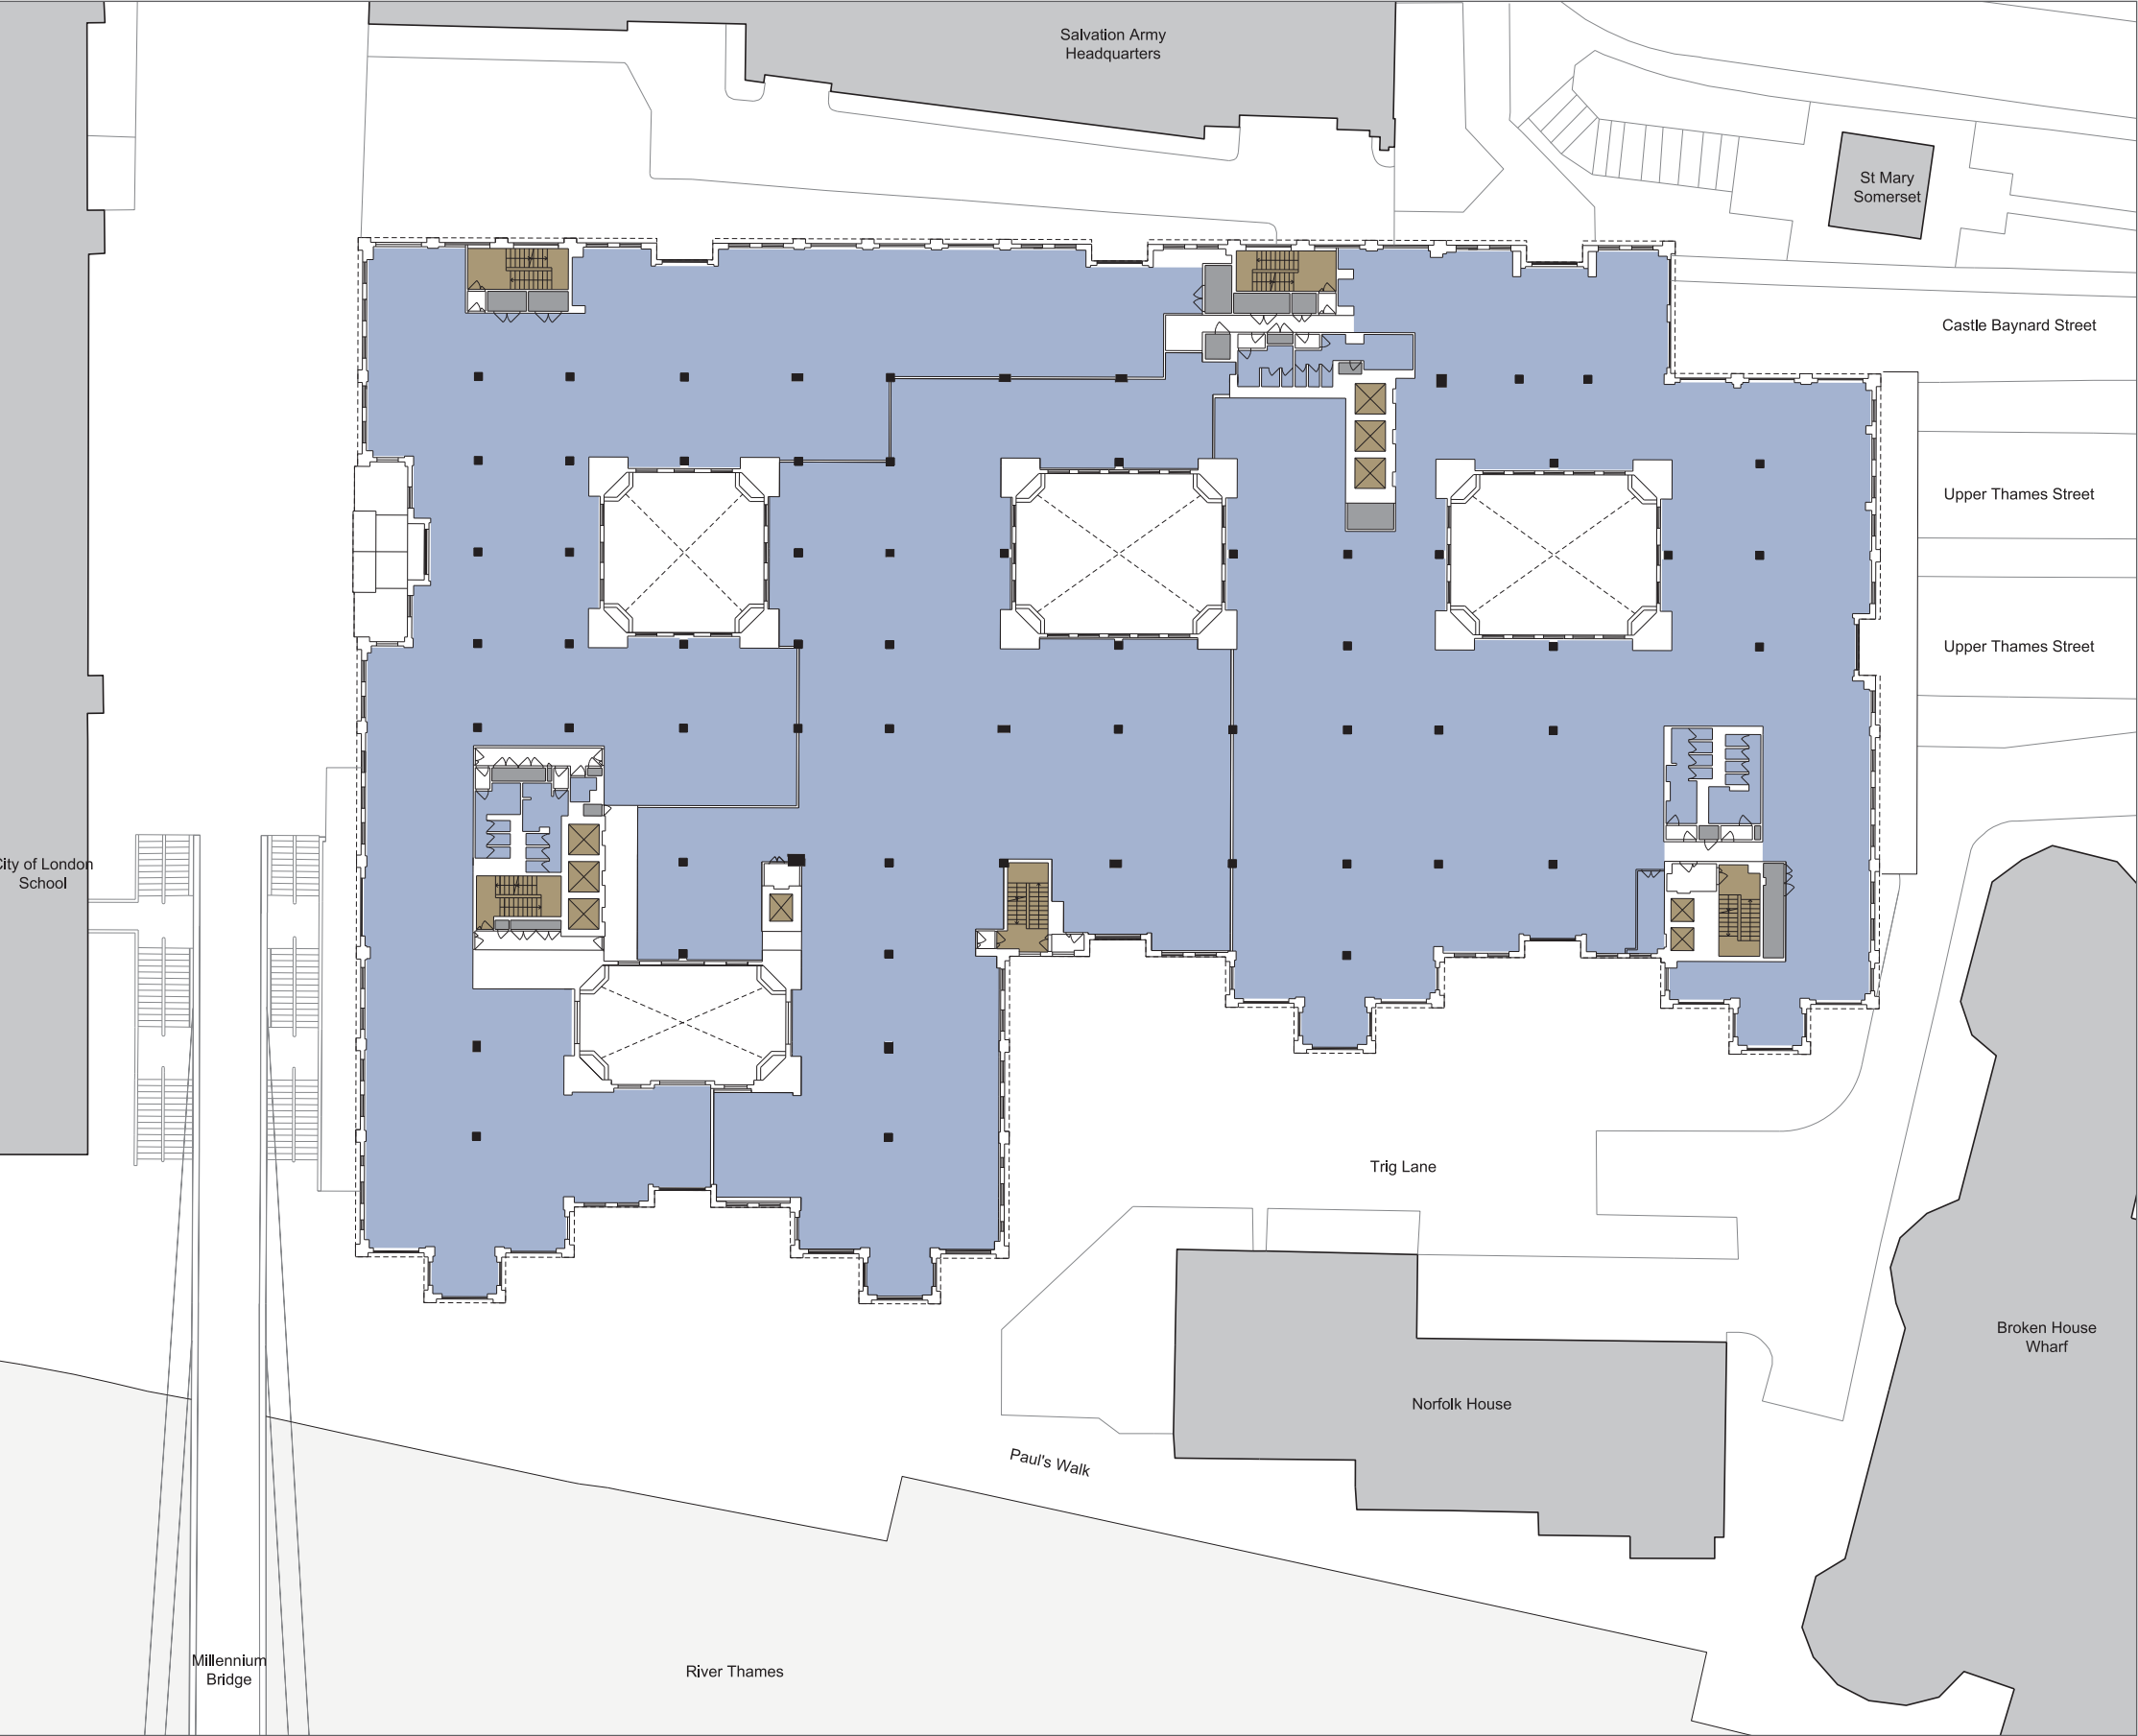 Salvation Army
Headquarters
St Mary
Somerset
Castle Baynard Street
Upper Thames Street
Upper Thames Street
City of London
School
Trig Lane
Broken House
Wharf
Norfolk House
Paul's Walk
Millennium
Bridge
River Thames